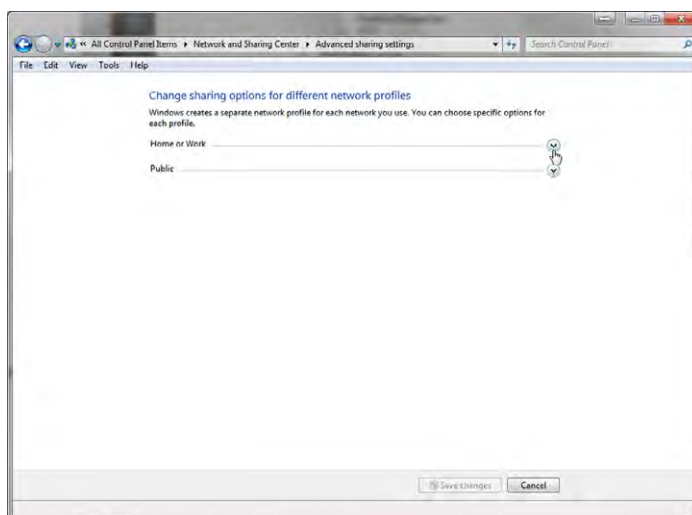 « All Control Panel Items ▸ Network and Sharing Center ▸ Advanced sharing settings
Search Control Panel
File Edit View Tools Help
Change sharing options for different network profiles
Windows creates a separate network profile for each network you use. You can choose specific options for
each profile.
Home or Work
Public
Save changes Cancel